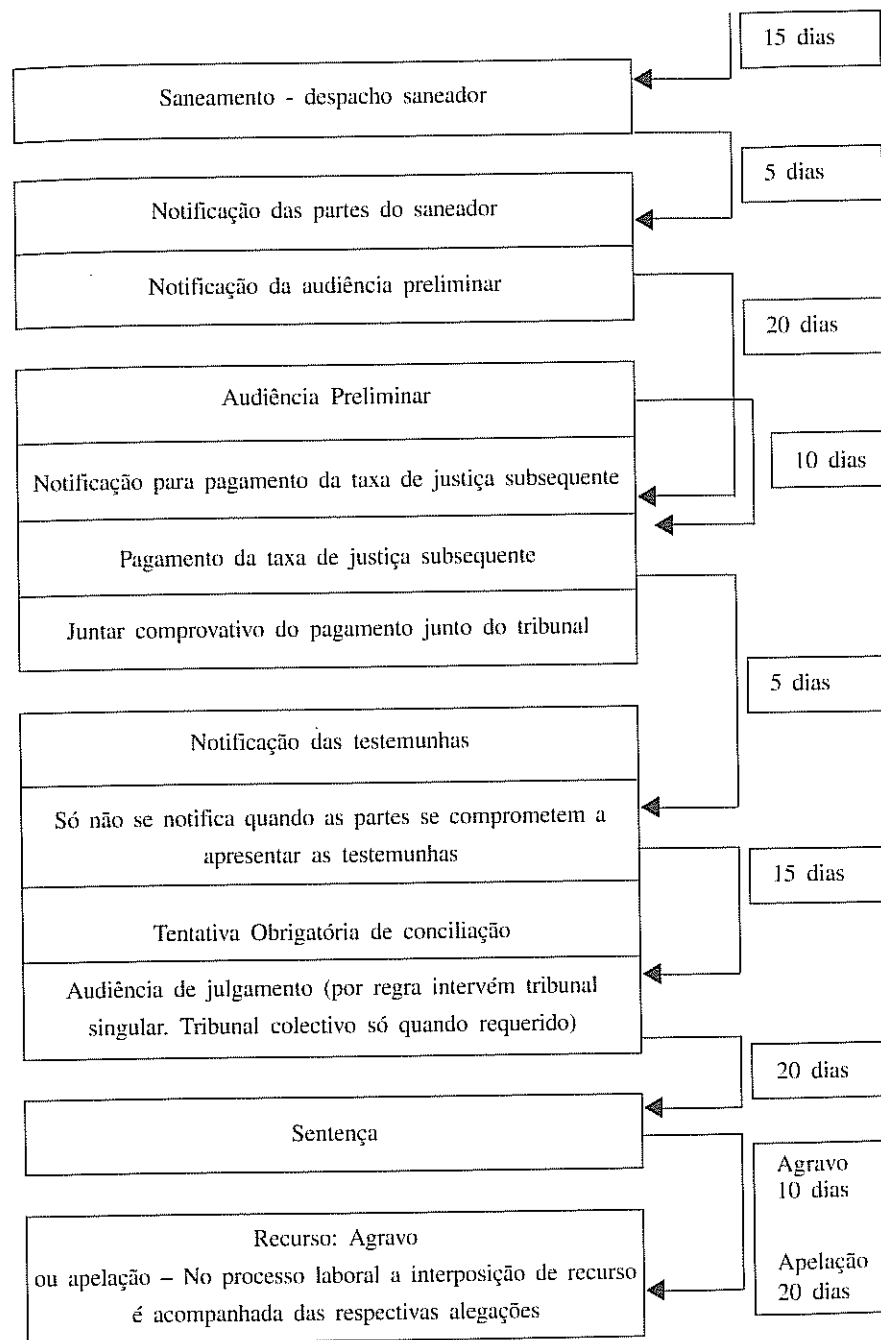 15 dias
Saneamento - despacho saneador
5 dias
Notificação das partes do saneador
Notificação da audiência preliminar
20 dias
Audiência Preliminar
10 dias
Notificação para pagamento da taxa de justiça subsequente
Pagamento da taxa de justiça subsequente
Juntar comprovativo do pagamento junto do tribunal
5 dias
Notificação das testemunhas
Só não se notifica quando as partes se comprometem a
apresentar as testemunhas
15 dias
Tentativa Obrigatória de conciliação
Audiência de julgamento (por regra intervém tribunal
singular. Tribunal colectivo só quando requerido)
20 dias
Sentença
Agravo
10 dias
Apelação
20 dias
Recurso: Agravo
ou apelação – No processo laboral a interposição de recurso
é acompanhada das respectivas alegações